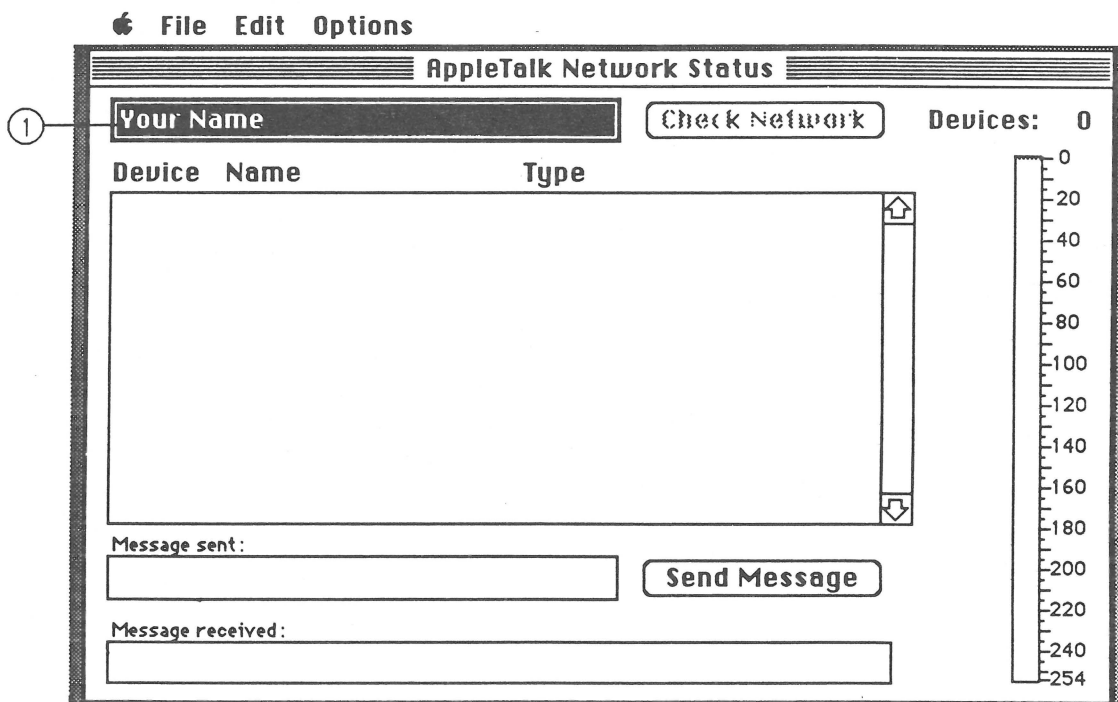 File Edit Options
AppleTalk Network Status
1
Your Name
Check Network
Devices: 0
Device Name Type
0
20
40
60
80
100
120
140
160
180
200
220
240
254
Message sent:
Send Message
Message received: